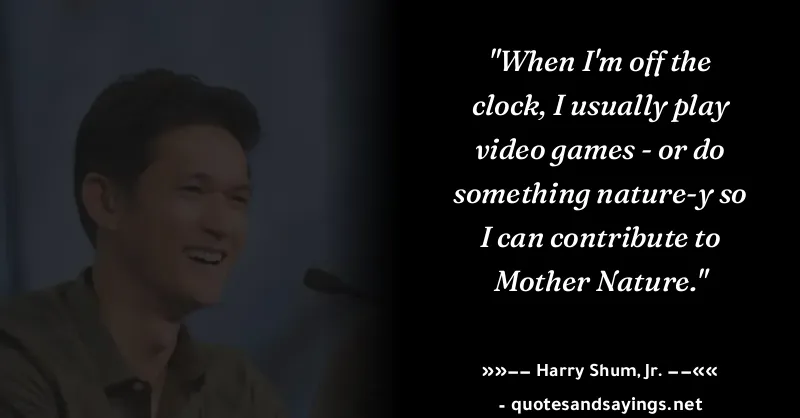 "When I'm off the
clock, I usually play
video games - or do
something nature-y so
I can contribute to
Mother Nature."
»»–– Harry Shum, Jr. ––««
- quotesandsayings.net